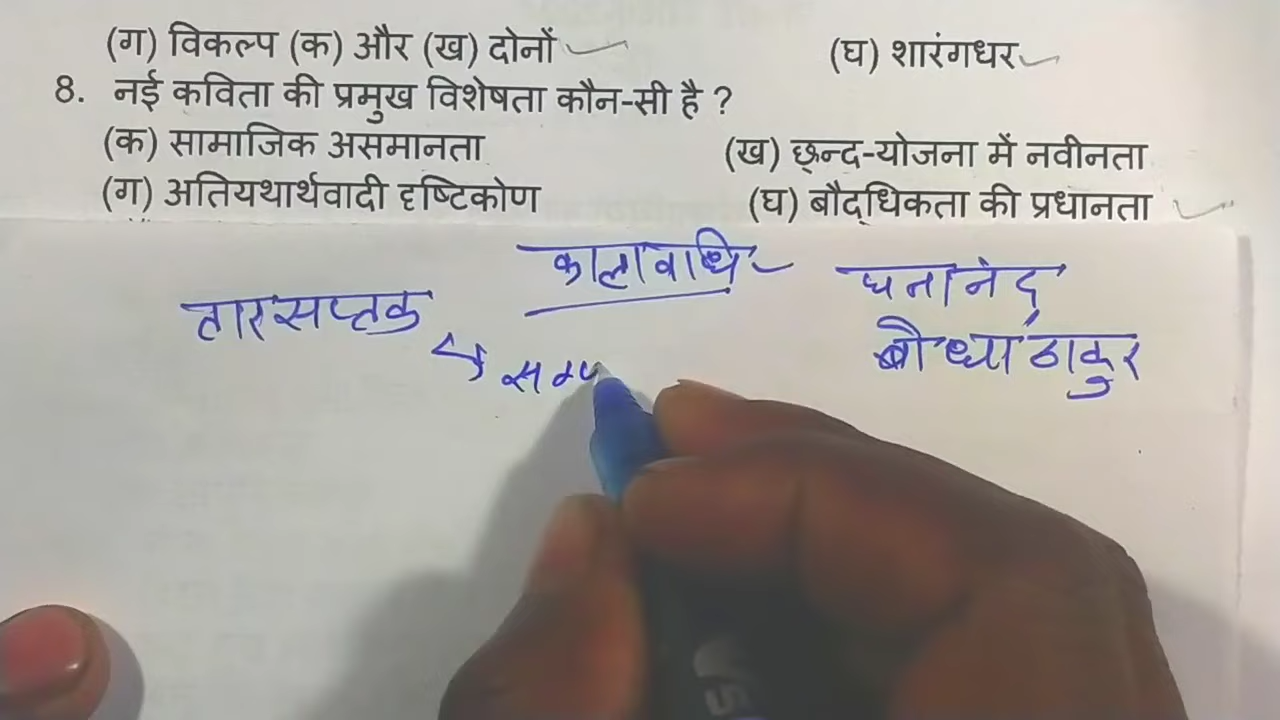 (ग) विकल्प (क) और (ख) दोनों (घ) शारंगधर
8. नई कविता की प्रमुख विशेषता कौन-सी है ?
(क) सामाजिक असमानता (ख) छ्न्द-योजना में नवीनता
(ग) अतियथार्थवादी दृष्टिकोण (घ) बौद्धिकता की प्रधानता
कालावधि- घनानंद
तारसप्तक बौधा ठाकुर